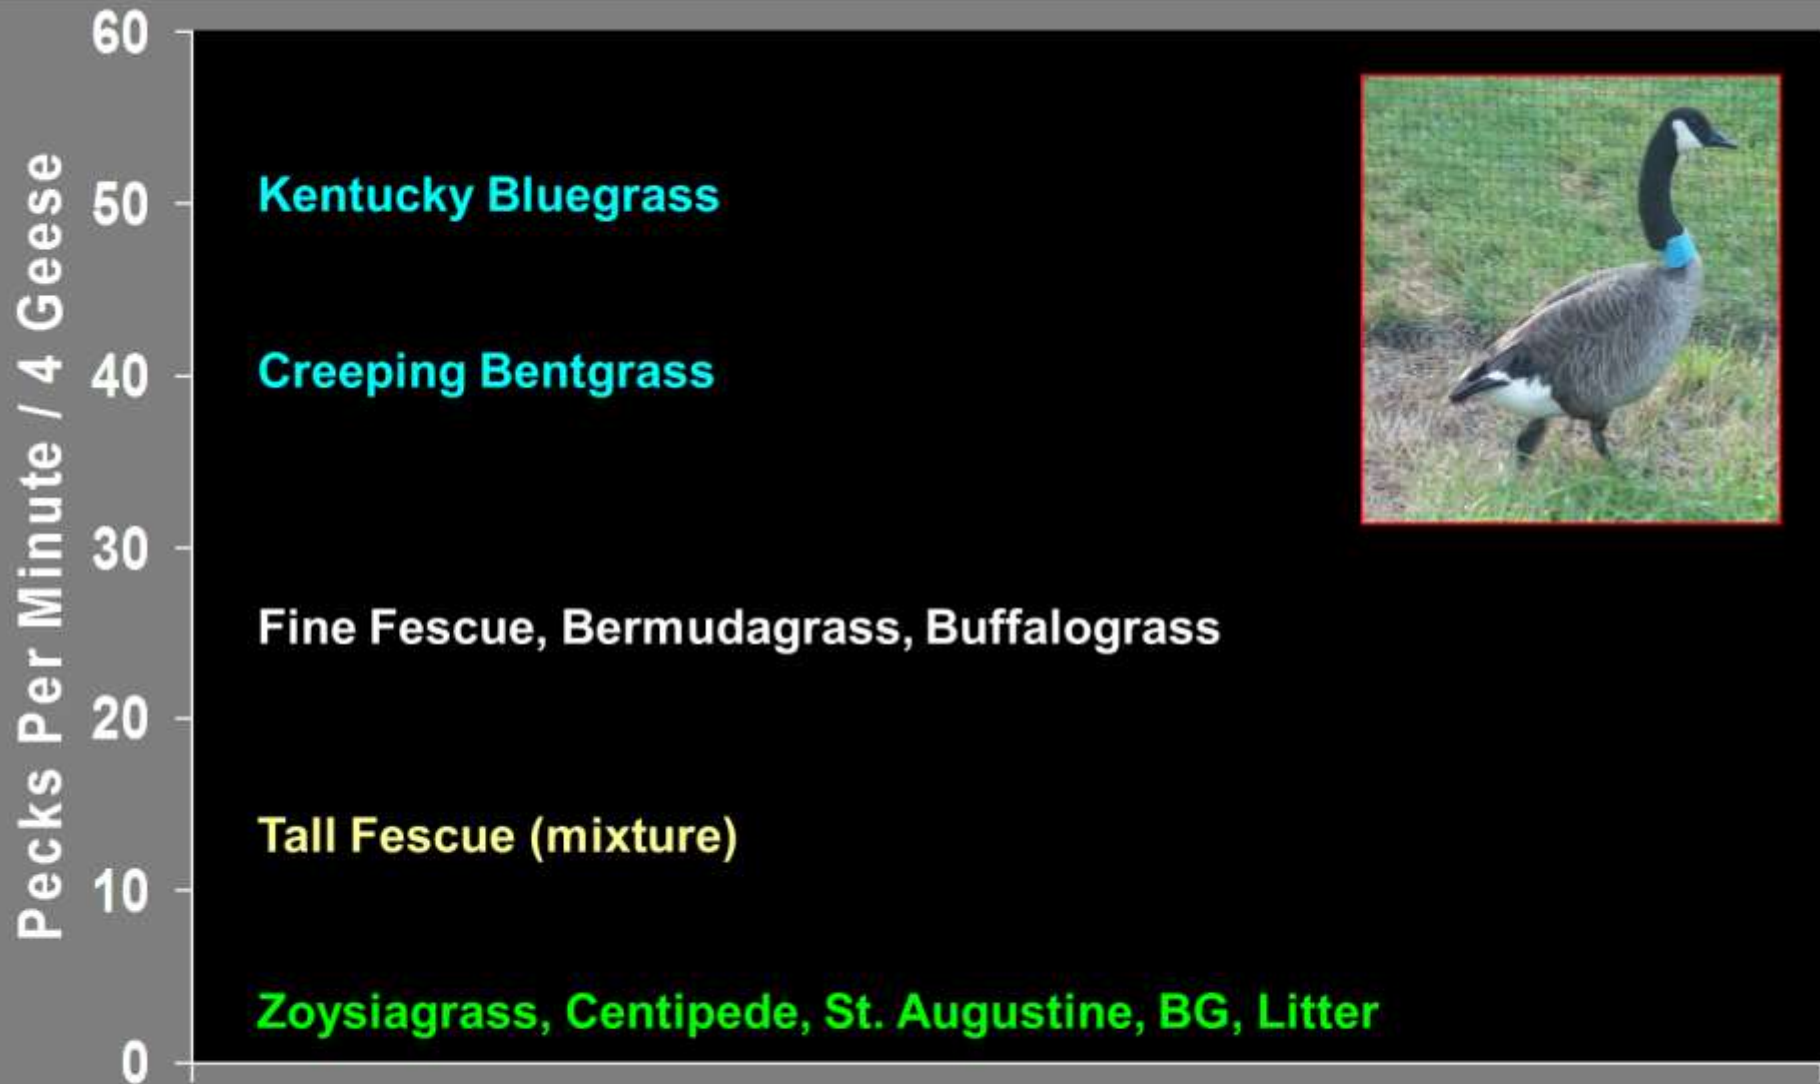 Pecks Per Minute / 4 Geese
60
50
40
30
20
10
0
Kentucky Bluegrass
Creeping Bentgrass
Fine Fescue, Bermudagrass, Buffalograss
Tall Fescue (mixture)
Zoysiagrass, Centipede, St. Augustine, BG, Litter